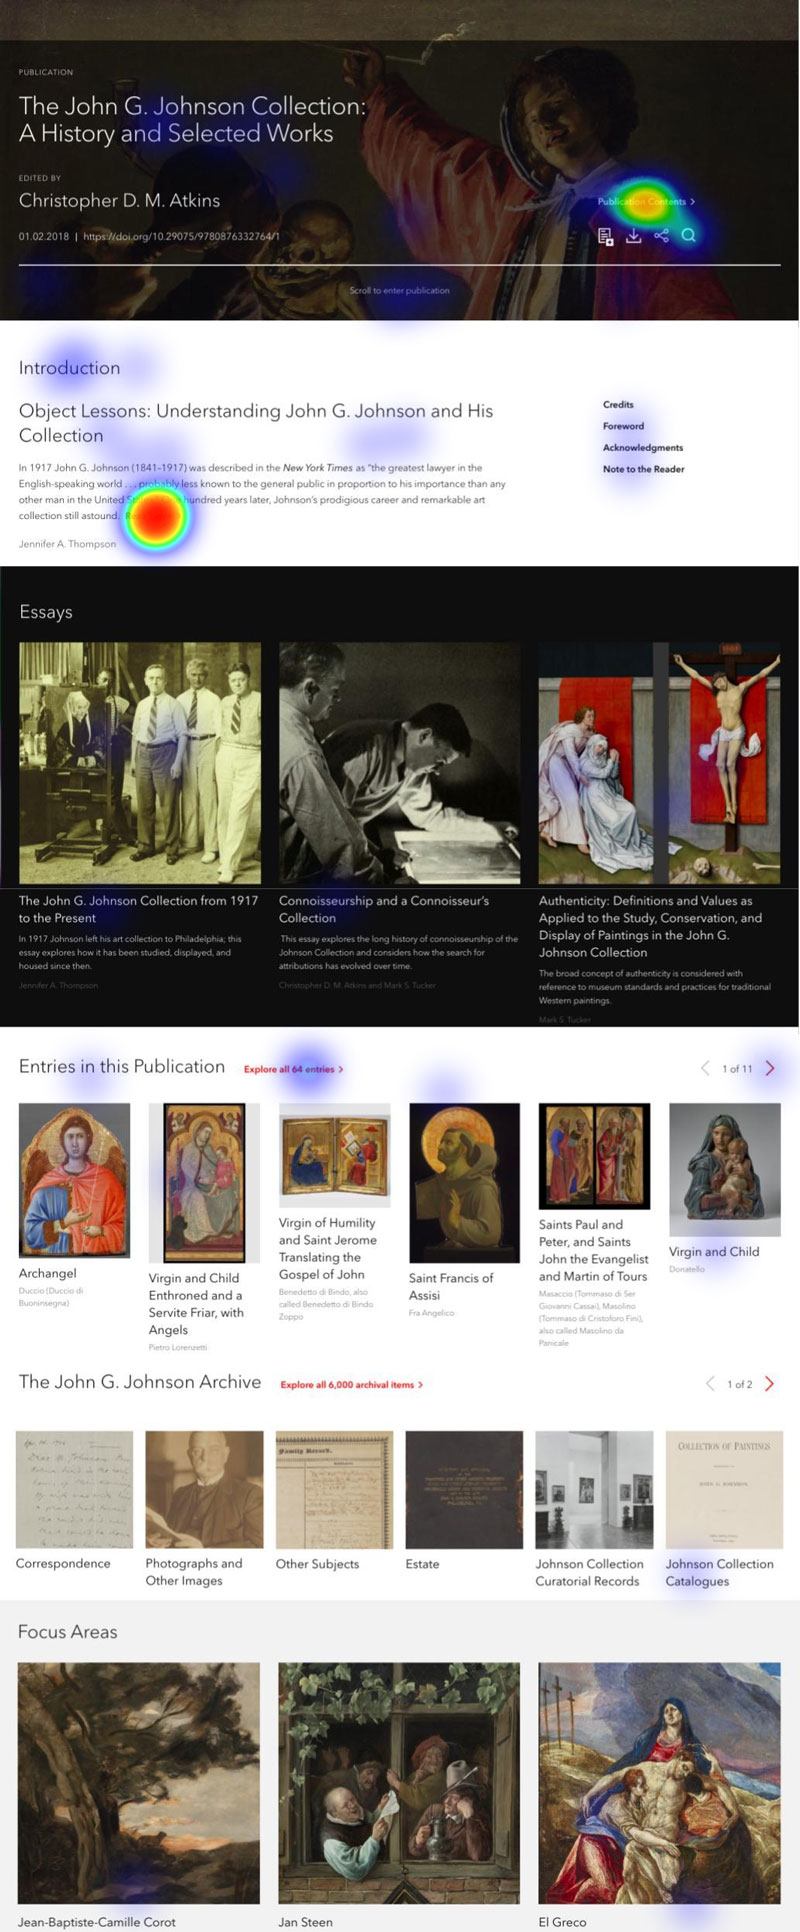 PUBLICATION
The John G. Johnson Collection:
A History and Selected Works
EDITED BY
Christopher D. M. Atkins
Publication Contents >
01.02.2018 | https://doi.org/10.29075/9780876332764/1
Scroll to enter publication
Introduction
Object Lessons: Understanding John G. Johnson and His
Collection
In 1917 John G. Johnson (1841–1917) was described in the New York Times as “the greatest lawyer in the
English-speaking world . . . probably less known to the general public in proportion to his importance than any
other man in the United hundred years later, Johnson’s prodigious career and remarkable art
collection still astound.
Jennifer A. Thompson
Credits
Foreword
Acknowledgments
Note to the Reader
Essays
The John G. Johnson Collection from 1917
to the Present
In 1917 Johnson left his art collection to Philadelphia; this
essay explores how it has been studied, displayed, and
housed since then.
Jennifer A. Thompson
Connoisseurship and a Connoisseur’s
Collection
This essay explores the long history of connoisseurship of the
Johnson Collection and considers how the search for
attributions has evolved over time.
Christopher D. M. Atkins and Mark S. Tucker
Authenticity: Definitions and Values as
Applied to the Study, Conservation, and
Display of Paintings in the John G.
Johnson Collection
The broad concept of authenticity is considered with
reference to museum standards and practices for traditional
Western paintings.
Mark S. Tucker
Entries in this Publication
Explore all 64 entries >
1 of 11
Archangel
Duccio (Duccio di
Buoninsegna)
Virgin and Child
Enthroned and a
Servite Friar, with
Angels
Pietro Lorenzetti
Virgin of Humility
and Saint Jerome
Translating the
Gospel of John
Benedetto di Bindo, also
called Benedetto di Bindo
Zoppo
Saint Francis of
Assisi
Fra Angelico
Saints Paul and
Peter, and Saints
John the Evangelist
and Martin of Tours
Masaccio (Tommaso di Ser
Giovanni Cassai), Masolino
(Tommaso di Cristoforo Fini),
also called Masolino da
Panicale
Virgin and Child
Donatello
The John G. Johnson Archive
Explore all 6,000 archival items >
1 of 2
Family Record.
COLLECTION OF PAINTINGS
Correspondence
Photographs and
Other Images
Other Subjects
Estate
Johnson Collection
Curatorial Records
Johnson Collection
Catalogues
Focus Areas
Jean-Baptiste-Camille Corot
Jan Steen
El Greco